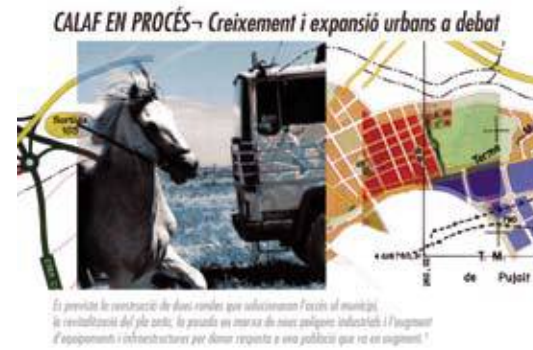 CALAF EN PROCÉS¬ Creixement i expansió urbans a debat
Sortida
Terme
T. M.
de Pujalt
Es preveu la construcció de dues rondes que solucionaran l'accés al municipi,
la revitalització del pla antic, la posada en marxa de nous polígons industrials i l'augment
d'equipaments i infraestructures per donar resposta a una població que va en augment."